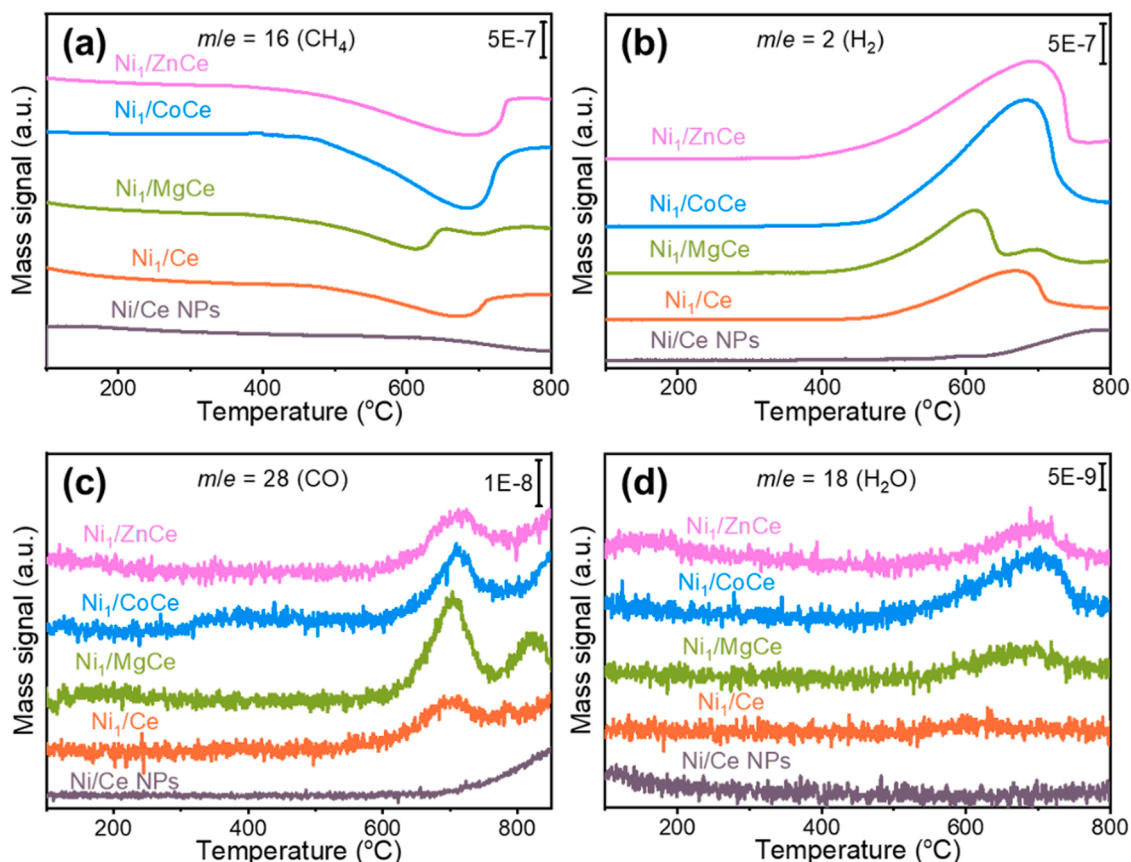 (a) m/e = 16 (CH₄) 5E-7
Ni₁/ZnCe
Ni₁/CoCe
Ni₁/MgCe
Ni₁/Ce
Ni/Ce NPs
Mass signal (a.u.)
200 400 600 800
Temperature (°C)
(b) m/e = 2 (H₂) 5E-7
Ni₁/ZnCe
Ni₁/CoCe
Ni₁/MgCe
Ni₁/Ce
Ni/Ce NPs
Mass signal (a.u.)
200 400 600 800
Temperature (°C)
(c) m/e = 28 (CO) 1E-8
Ni₁/ZnCe
Ni₁/CoCe
Ni₁/MgCe
Ni₁/Ce
Ni/Ce NPs
Mass signal (a.u.)
200 400 600 800
Temperature (°C)
(d) m/e = 18 (H₂O) 5E-9
Ni₁/ZnCe
Ni₁/CoCe
Ni₁/MgCe
Ni₁/Ce
Ni/Ce NPs
Mass signal (a.u.)
200 400 600 800
Temperature (°C)